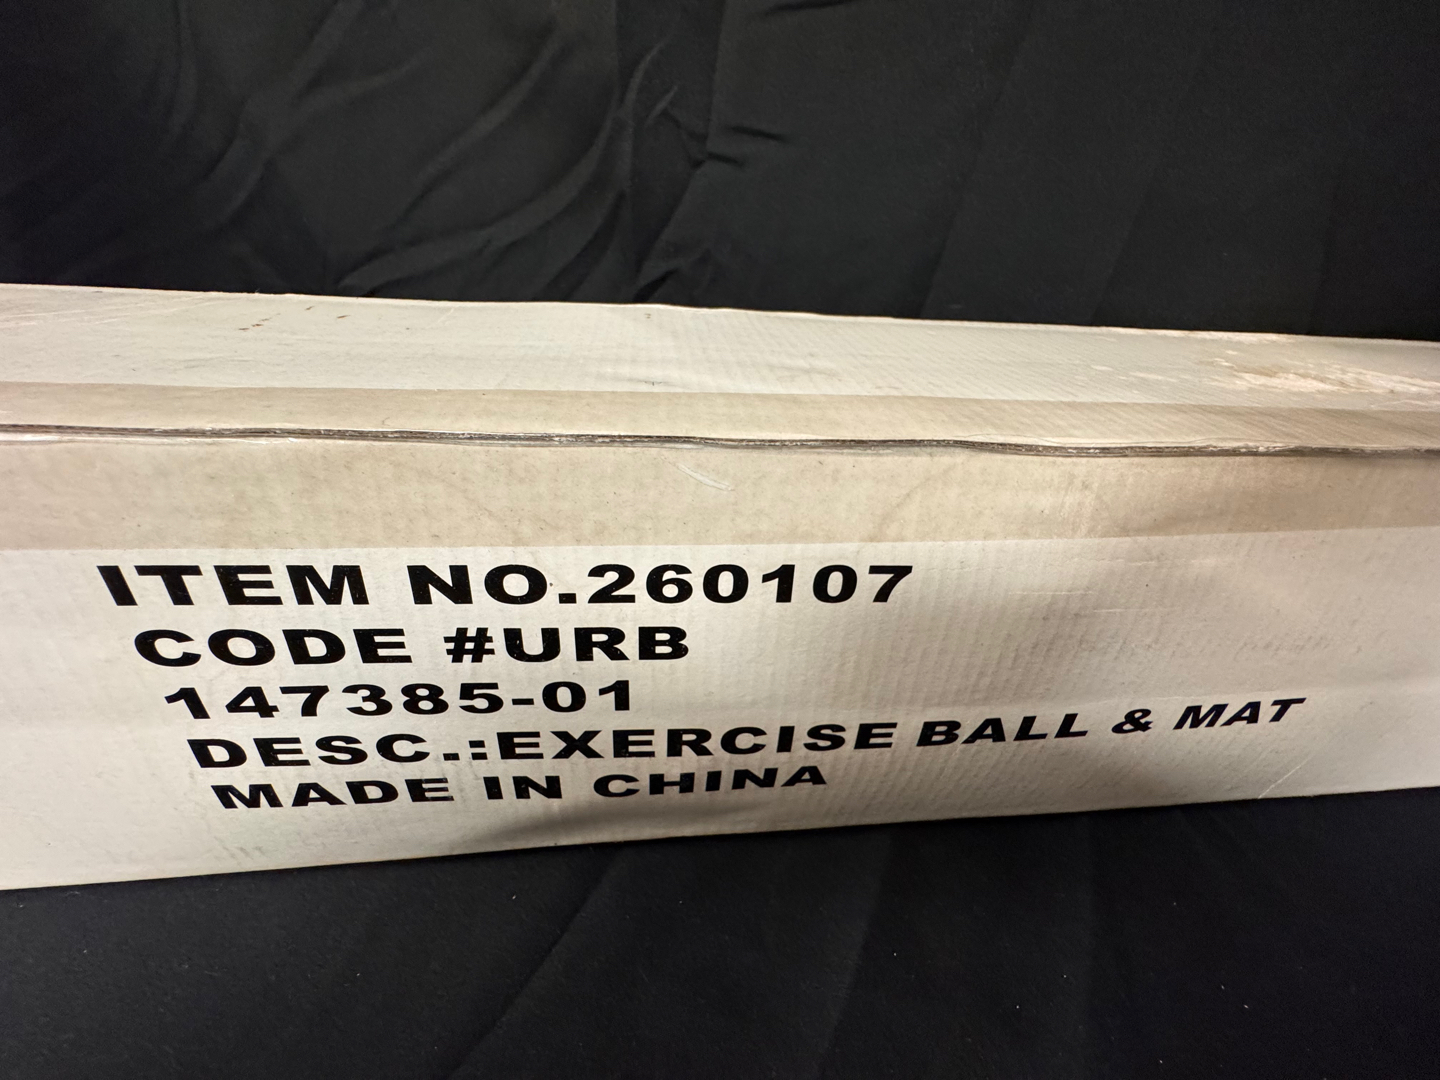 ITEM NO.260107
CODE #URB
147385-01
DESC.:EXERCISE BALL & MAT
MADE IN CHINA